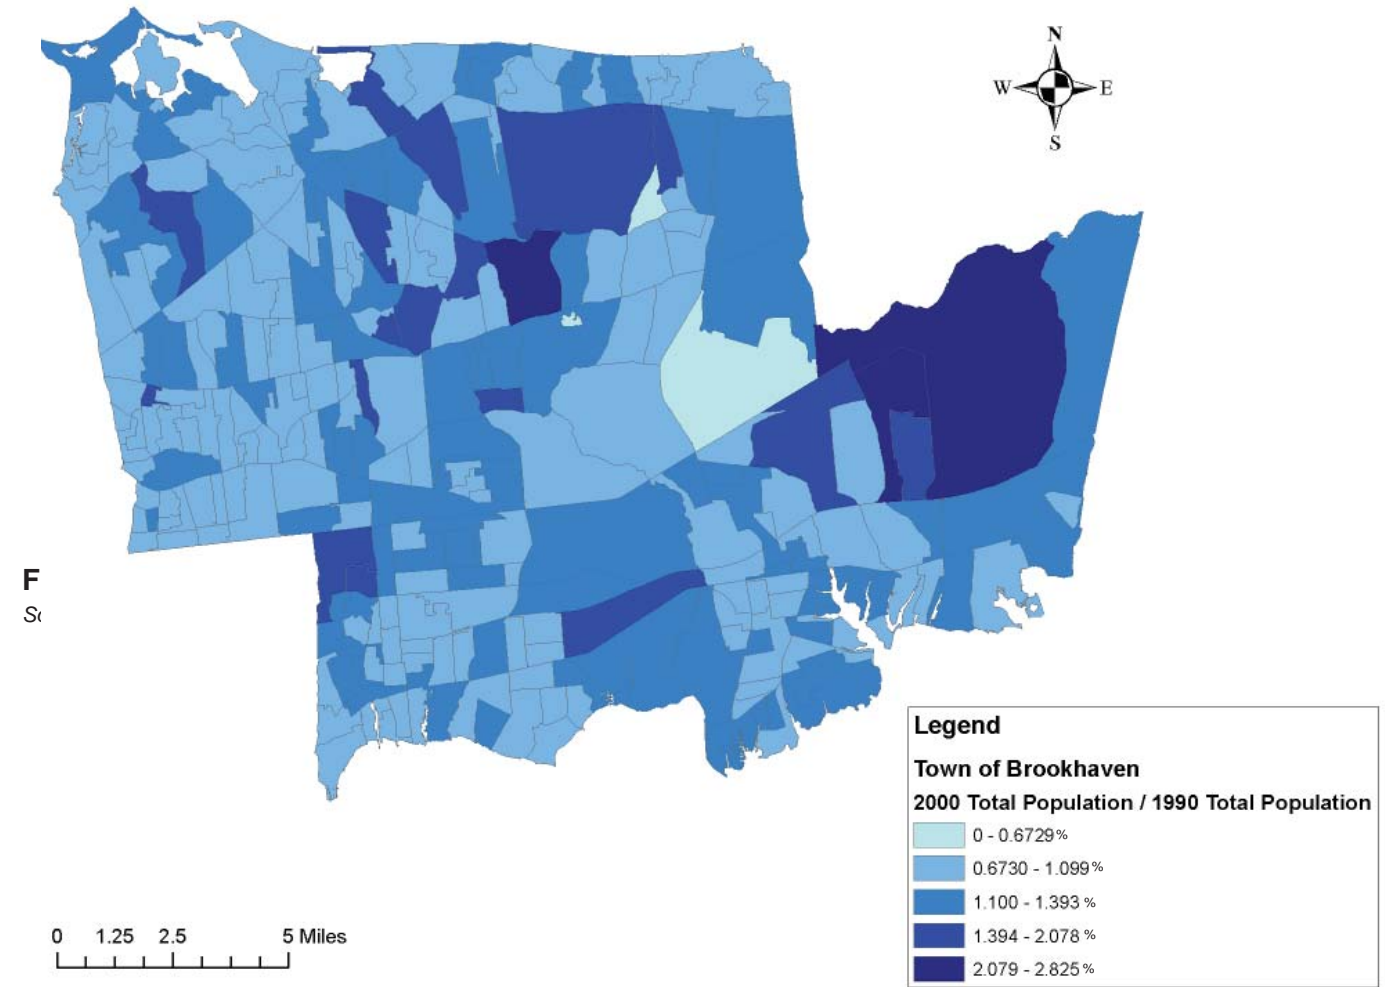 N
W E
S
F
Legend
Town of Brookhaven
2000 Total Population / 1990 Total Population
0 - 0.6729%
0.6730 - 1.099%
1.100 - 1.393 %
1.394 - 2.078 %
2.079 - 2.825%
0 1.25 2.5 5 Miles